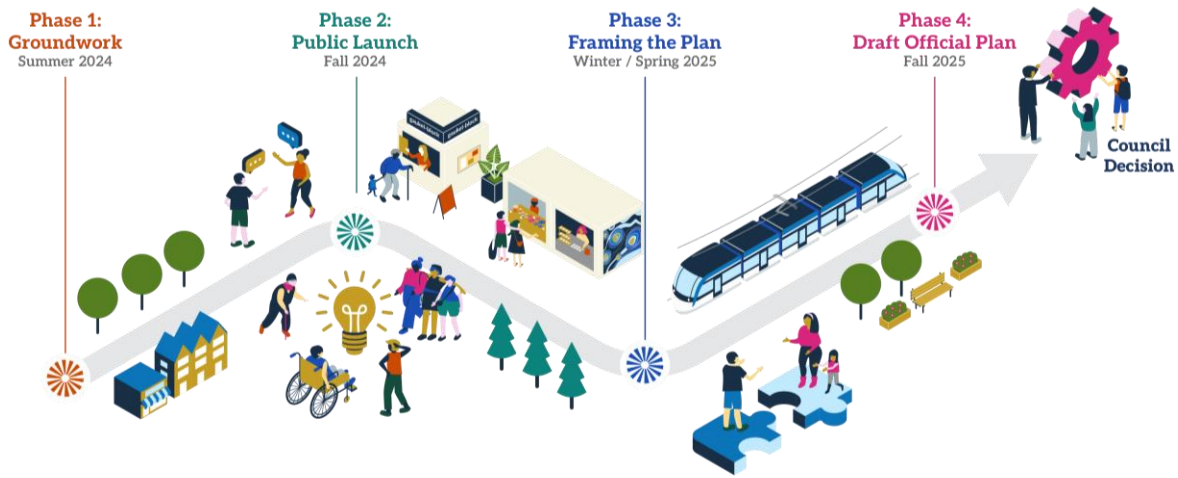 Phase 1:
Groundwork
Summer 2024
Phase 2:
Public Launch
Fall 2024
Phase 3:
Framing the Plan
Winter / Spring 2025
Phase 4:
Draft Official Plan
Fall 2025
Council
Decision